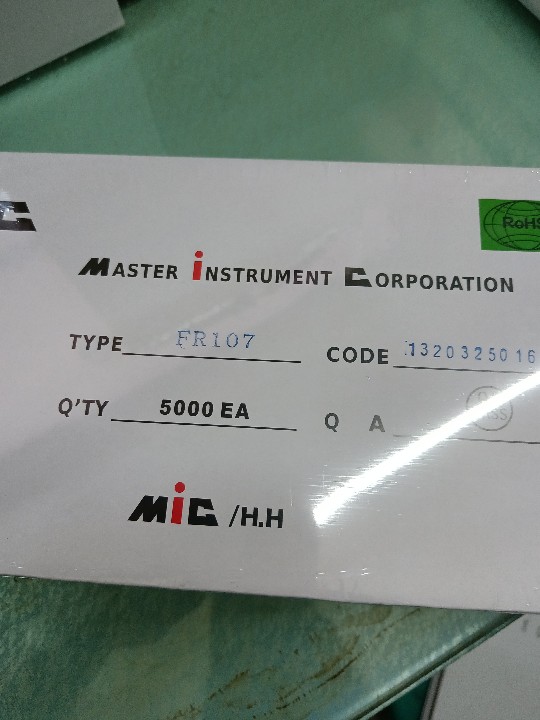 RoHS
MASTER iNSTRUMENT CORPORATION
TYPE FR107
CODE 1320325016
Q'TY 5000 EA
Q A
MiC /H.H